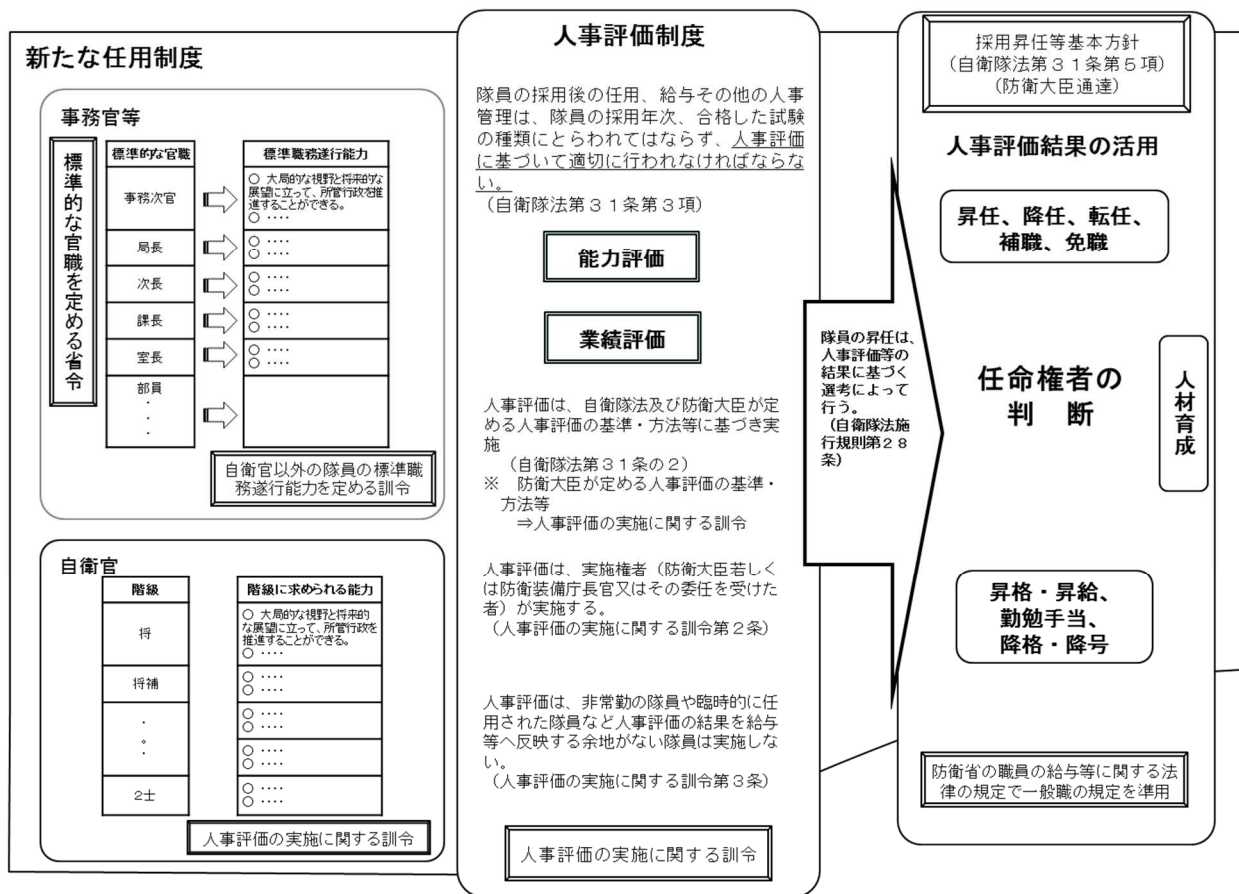 新たな任用制度
事務官等
標準的な官職を定める省令
標準的な官職
標準職務遂行能力
事務次官
○ 大局的な視野と将来的な
展望に立って、所管行政を推
進することができる。
○ ‥‥
局長
○ ‥‥
○ ‥‥
次長
○ ‥‥
○ ‥‥
課長
○ ‥‥
○ ‥‥
室長
○ ‥‥
○ ‥‥
部員
・
・
・
自衛官以外の隊員の標準職
務遂行能力を定める訓令
自衛官
階級
階級に求められる能力
将
○ 大局的な視野と将来的
な展望に立って、所管行政を
推進することができる。
○ ‥‥
将補
○ ‥‥
○ ‥‥
・
。
・
○ ‥‥
○ ‥‥
○ ‥‥
○ ‥‥
2士
○ ‥‥
○ ‥‥
人事評価の実施に関する訓令
人事評価制度
隊員の採用後の任用、給与その他の人事
管理は、隊員の採用年次、合格した試験
の種類にとらわれてはならず、人事評価
に基づいて適切に行われなければならな
い。
（自衛隊法第３１条第３項）
能力評価
業績評価
人事評価は、自衛隊法及び防衛大臣が定
める人事評価の基準・方法等に基づき実
施
（自衛隊法第３１条の２）
※ 防衛大臣が定める人事評価の基準・
方法等
⇒人事評価の実施に関する訓令
人事評価は、実施権者（防衛大臣若しく
は防衛装備庁長官又はその委任を受けた
者）が実施する。
（人事評価の実施に関する訓令第２条）
人事評価は、非常勤の隊員や臨時的に任
用された隊員など人事評価の結果を給与
等へ反映する余地がない隊員は実施しな
い。
（人事評価の実施に関する訓令第３条）
人事評価の実施に関する訓令
隊員の昇任は、
人事評価等の
結果に基づく
選考によって
行う。
（自衛隊法施
行規則第２８
条）
採用昇任等基本方針
（自衛隊法第３１条第５項）
（防衛大臣通達）
人事評価結果の活用
昇任、降任、転任、
補職、免職
任命権者の
判　断
人材育成
昇格・昇給、
勤勉手当、
降格・降号
防衛省の職員の給与等に関する法
律の規定で一般職の規定を準用